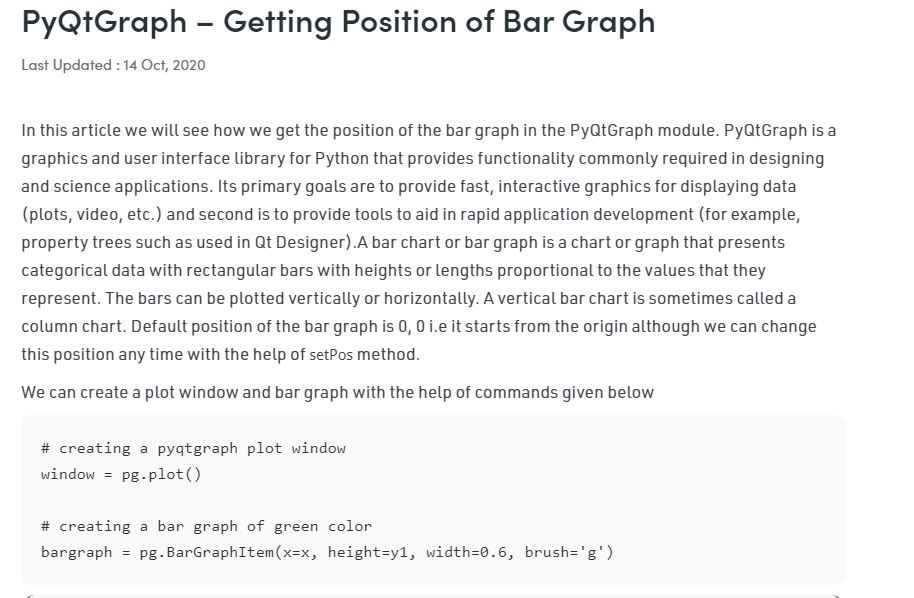 PyQtGraph – Getting Position of Bar Graph
Last Updated : 14 Oct, 2020
In this article we will see how we get the position of the bar graph in the PyQtGraph module. PyQtGraph is a
graphics and user interface library for Python that provides functionality commonly required in designing
and science applications. Its primary goals are to provide fast, interactive graphics for displaying data
(plots, video, etc.) and second is to provide tools to aid in rapid application development (for example,
property trees such as used in Qt Designer).A bar chart or bar graph is a chart or graph that presents
categorical data with rectangular bars with heights or lengths proportional to the values that they
represent. The bars can be plotted vertically or horizontally. A vertical bar chart is sometimes called a
column chart. Default position of the bar graph is 0, 0 i.e it starts from the origin although we can change
this position any time with the help of setPos method.
We can create a plot window and bar graph with the help of commands given below
# creating a pyqtgraph plot window
window = pg.plot()
# creating a bar graph of green color
bargraph = pg.BarGraphItem(x=x, height=y1, width=0.6, brush='g')